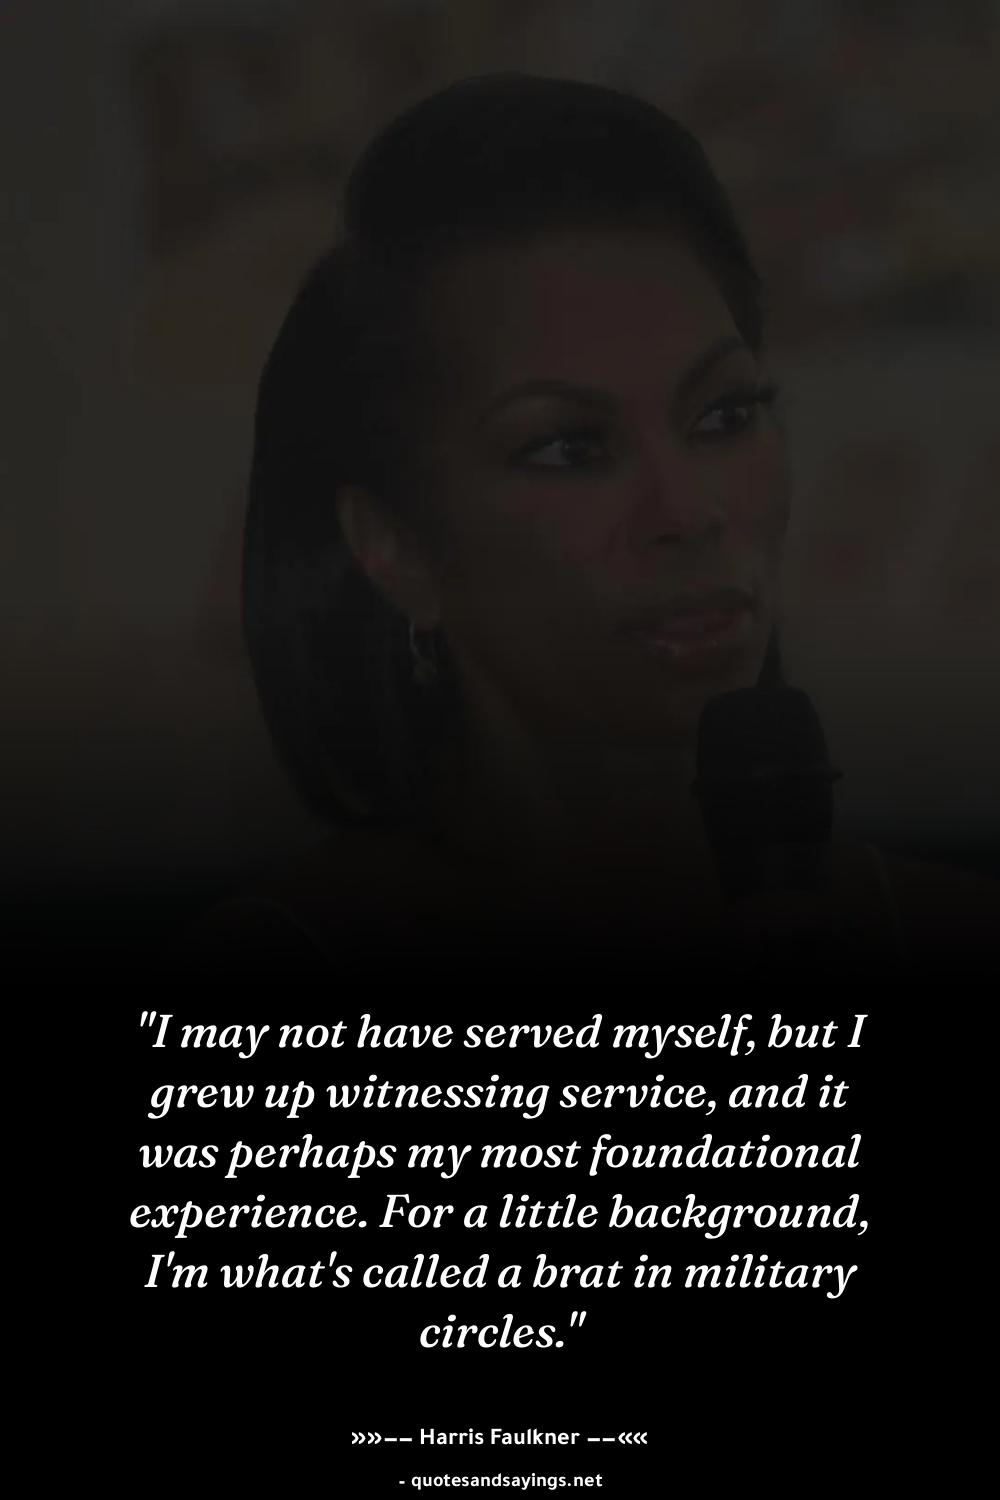 "I may not have served myself, but I
grew up witnessing service, and it
was perhaps my most foundational
experience. For a little background,
I'm what's called a brat in military
circles."
»»−− Harris Faulkner −−««
- quotesandsayings.net